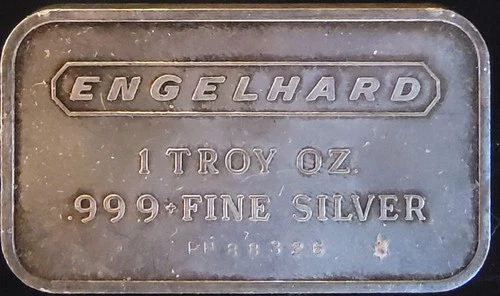 ENGELHARD
1 TROY OZ.
.999+ FINE SILVER